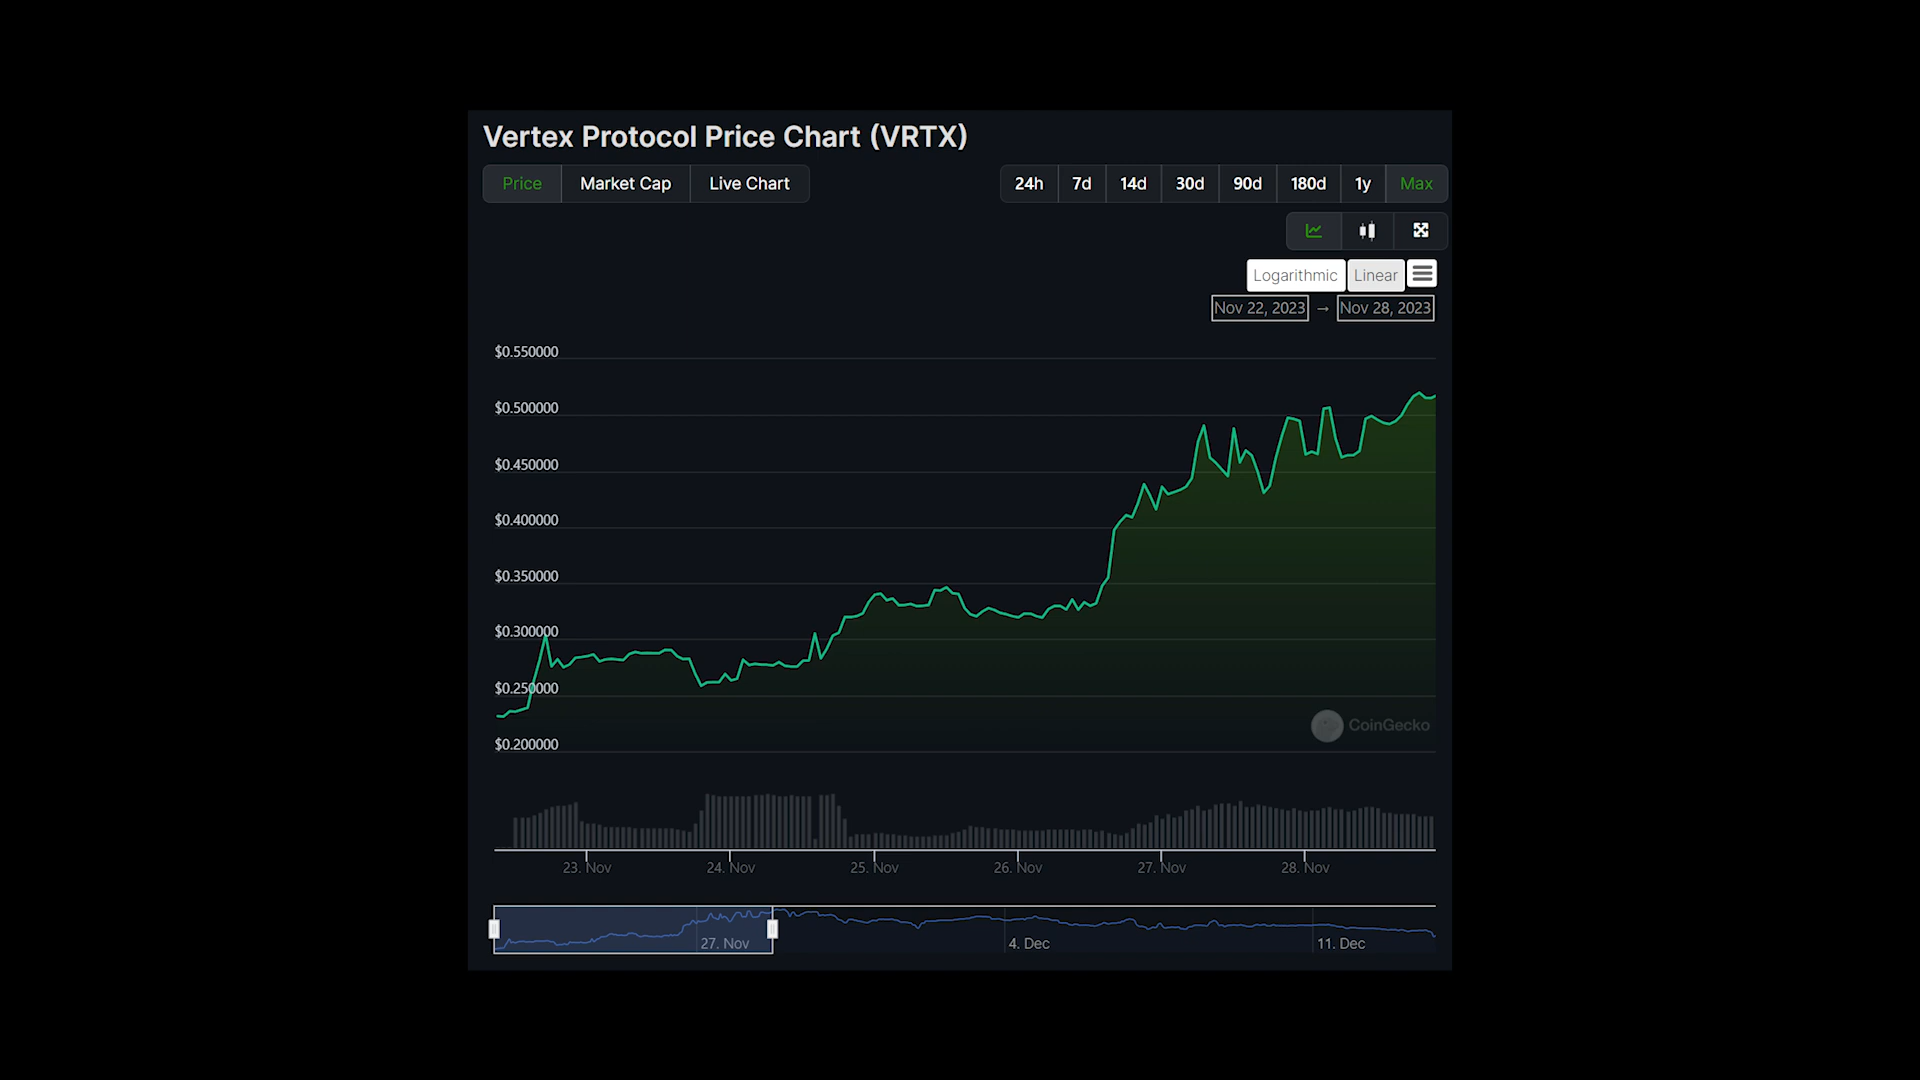 Vertex Protocol Price Chart (VRTX)
Price Market Cap Live Chart 24h 7d 14d 30d 90d 180d 1y Max
Logarithmic Linear
Nov 22, 2023 → Nov 28, 2023
$0.550000
$0.500000
$0.450000
$0.400000
$0.350000
$0.300000
$0.250000
CoinGecko
$0.200000
23. Nov 24. Nov 25. Nov 26. Nov 27. Nov 28. Nov
27. Nov 4. Dec 11. Dec